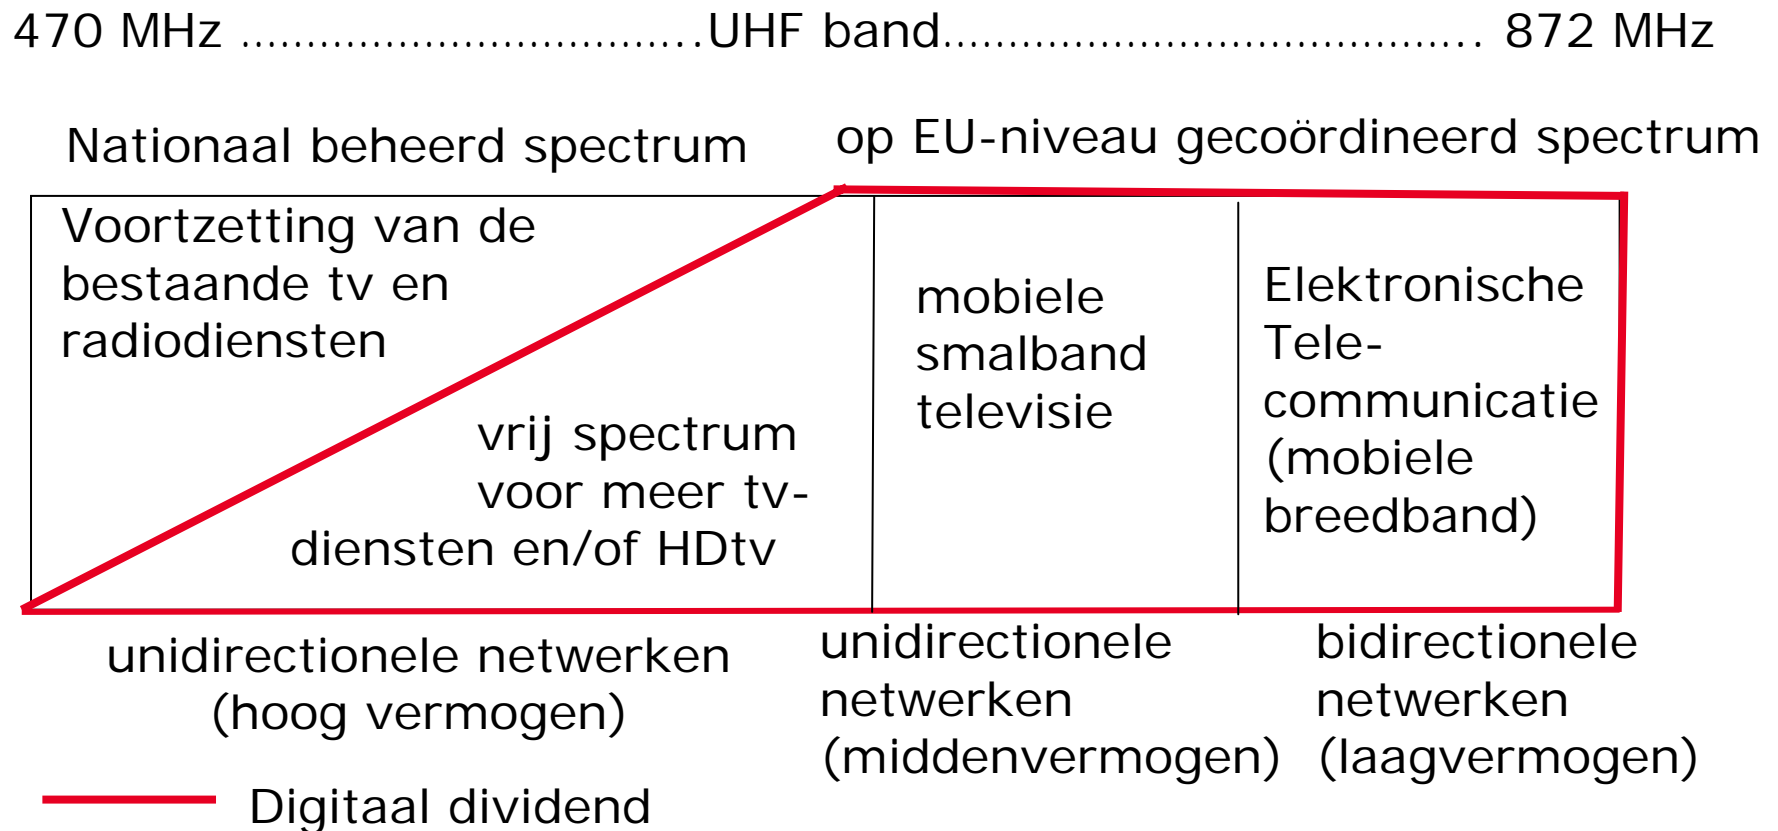 470 MHz ………………………………UHF band…………………………………… 872 MHz
Nationaal beheerd spectrum
op EU-niveau gecoördineerd spectrum
Voortzetting van de
bestaande tv en
radiodiensten
vrij spectrum
voor meer tv-
diensten en/of HDtv
mobiele
smalband
televisie
Elektronische
Tele-
communicatie
(mobiele
breedband)
unidirectionele netwerken
(hoog vermogen)
unidirectionele
netwerken
(middenvermogen)
bidirectionele
netwerken
(laagvermogen)
Digitaal dividend